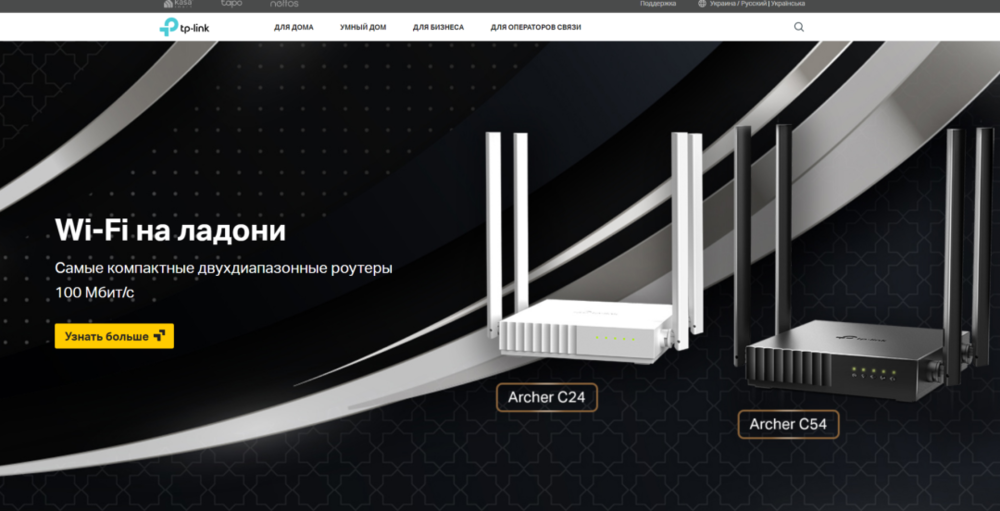 kasa
tapo
neffos
Поддержка
Украина / Русский | Українська
tp-link
ДЛЯ ДОМА
УМНЫЙ ДОМ
ДЛЯ БИЗНЕСА
ДЛЯ ОПЕРАТОРОВ СВЯЗИ
Wi-Fi на ладони
Самые компактные двухдиапазонные роутеры
100 Мбит/с
Узнать больше
Archer C24
Archer C54